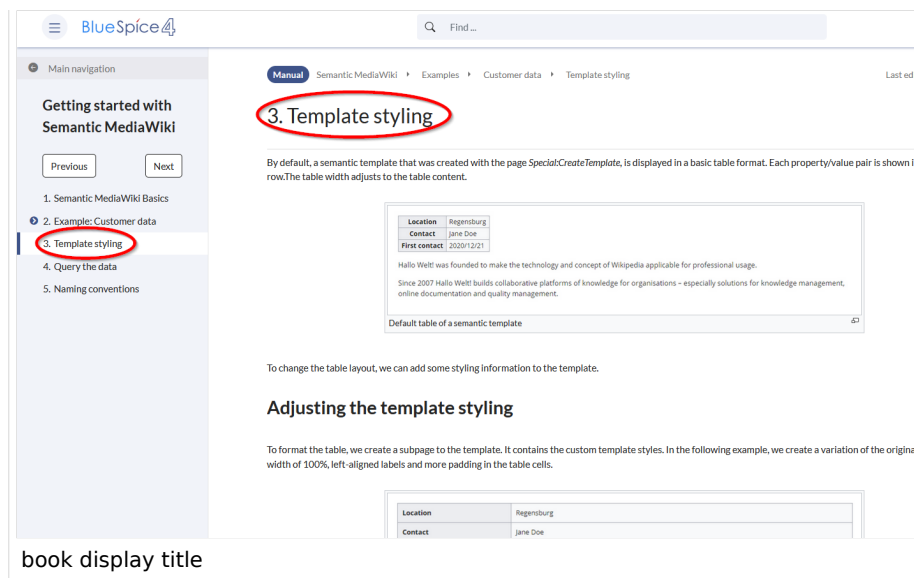 BlueSpice 4
Find ...
Main navigation
Getting started with
Semantic MediaWiki
Previous
Next
1. Semantic MediaWiki Basics
2. Example: Customer data
3. Template styling
4. Query the data
5. Naming conventions
Manual Semantic MediaWiki Examples Customer data Template styling
Last ed
3. Template styling
By default, a semantic template that was created with the page Special:CreateTemplate, is displayed in a basic table format. Each property/value pair is shown i
row.The table width adjusts to the table content.
Location Regensburg
Contact Jane Doe
First contact 2020/12/21
Hallo Welt! was founded to make the technology and concept of Wikipedia applicable for professional usage.
Since 2007 Hallo Welt! builds collaborative platforms of knowledge for organisations – especially solutions for knowledge management,
online documentation and quality management.
Default table of a semantic template
To change the table layout, we can add some styling information to the template.
Adjusting the template styling
To format the table, we create a subpage to the template. It contains the custom template styles. In the following example, we create a variation of the origina
width of 100%, left-aligned labels and more padding in the table cells.
Location Regensburg
Contact Jane Doe
book display title